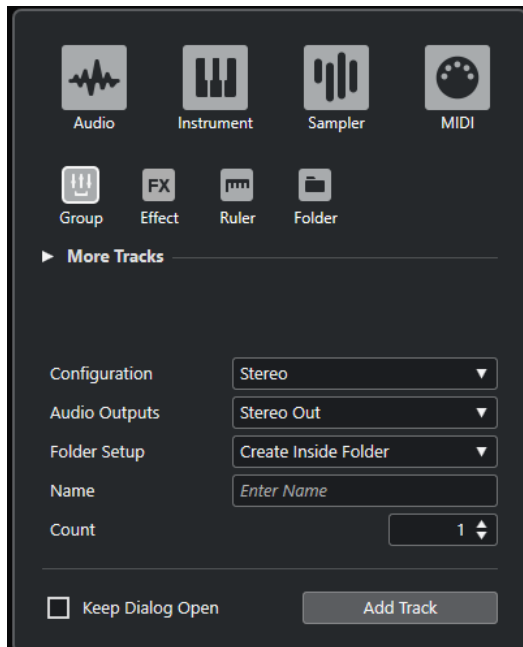 Audio Instrument Sampler MIDI
FX
Group Effect Ruler Folder
More Tracks
Configuration Stereo
Audio Outputs Stereo Out
Folder Setup Create Inside Folder
Name Enter Name
Count 1
Keep Dialog Open Add Track